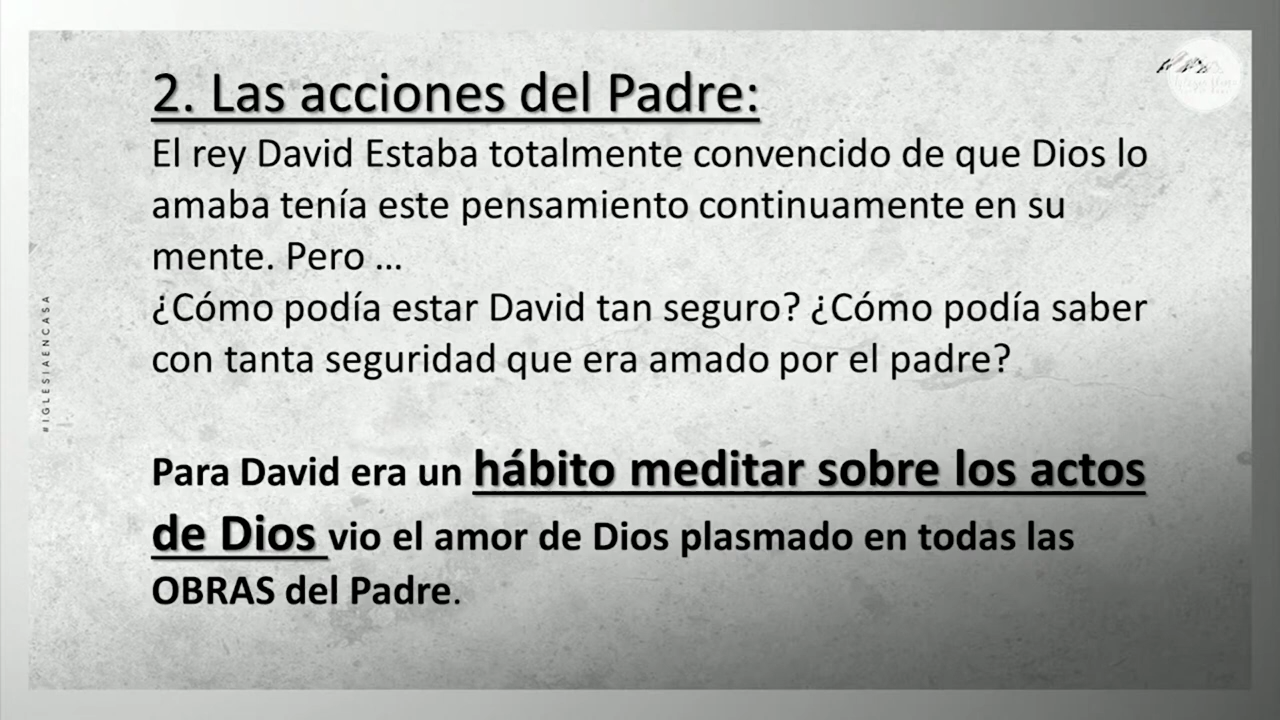 2. Las acciones del Padre:
El rey David Estaba totalmente convencido de que Dios lo
amaba tenía este pensamiento continuamente en su
mente. Pero ...
¿Cómo podía estar David tan seguro? ¿Cómo podía saber
con tanta seguridad que era amado por el padre?
Para David era un hábito meditar sobre los actos
de Dios vio el amor de Dios plasmado en todas las
OBRAS del Padre.
#IGLESIAENCASA